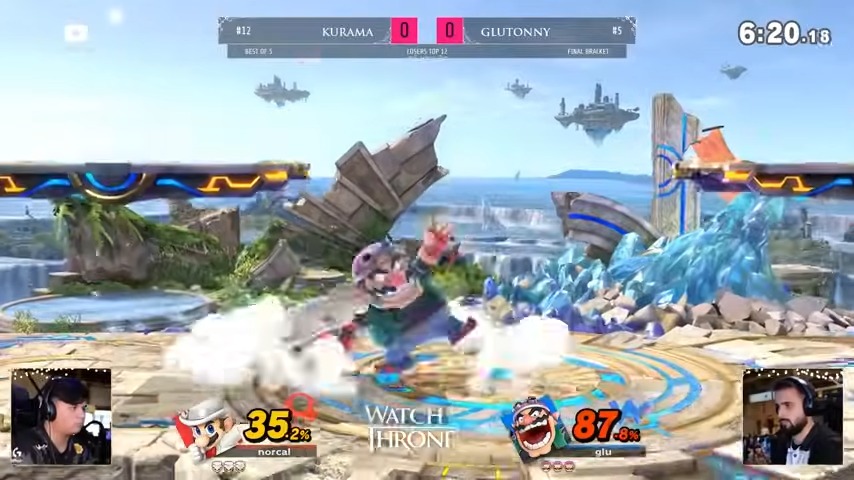 #12 KURAMA 0 0 GLUTONNY #5
BEST OF 5 LOSERS TOP 12 FINAL BRACKET
6:20.18
35.2%
norcal
WATCH
THRONE
87.8%
glu